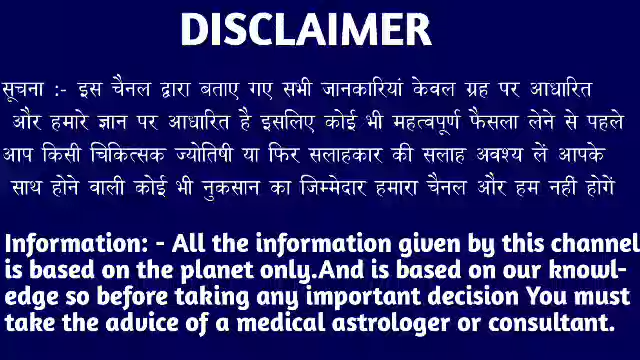 DISCLAIMER
सूचना :- इस चैनल द्वारा बताए गए सभी जानकारियां केवल ग्रह पर आधारित
और हमारे ज्ञान पर आधारित है इसलिए कोई भी महत्वपूर्ण फैसला लेने से पहले
आप किसी चिकित्सक ज्योतिषी या फिर सलाहकार की सलाह अवश्य लें आपके
साथ होने वाली कोई भी नुकसान का जिम्मेदार हमारा चैनल और हम नहीं होगें
Information: - All the information given by this channel
is based on the planet only.And is based on our knowl-
edge so before taking any important decision You must
take the advice of a medical astrologer or consultant.